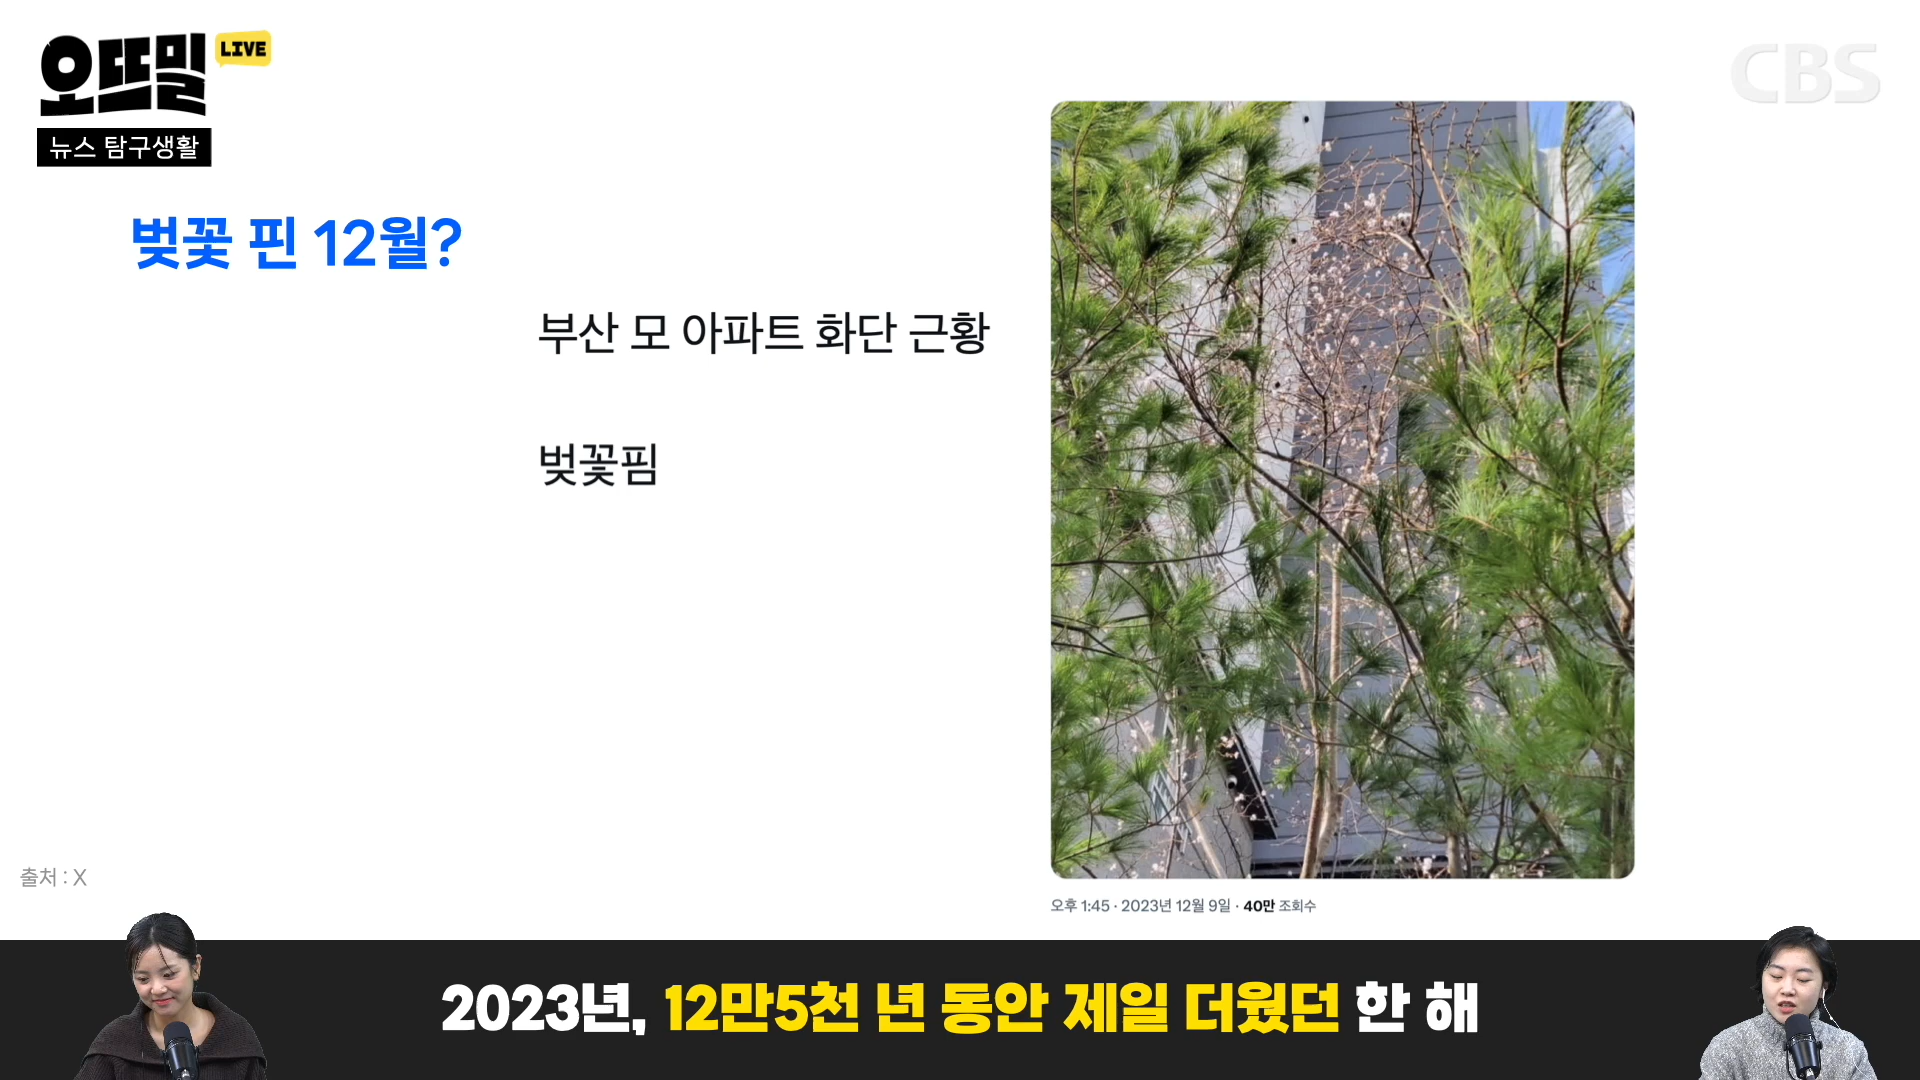 오뜨밀 LIVE
뉴스 탐구생활
CBS
벚꽃 핀 12월?
부산 모 아파트 화단 근황
벚꽃핌
출처 : X
오후 1:45 · 2023년 12월 9일 · 40만 조회수
2023년, 12만5천 년 동안 제일 더웠던 한 해